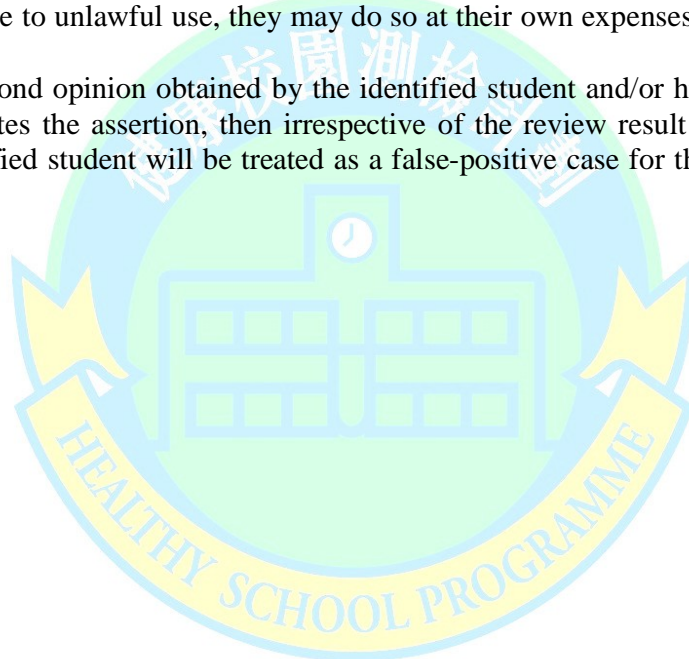 e to unlawful use, they may do so at their own expenses
ond opinion obtained by the identified student and/or h
tes the assertion, then irrespective of the review result
fied student will be treated as a false-positive case for th
健康校園測檢計劃
HEALTHY SCHOOL PROGRAMME